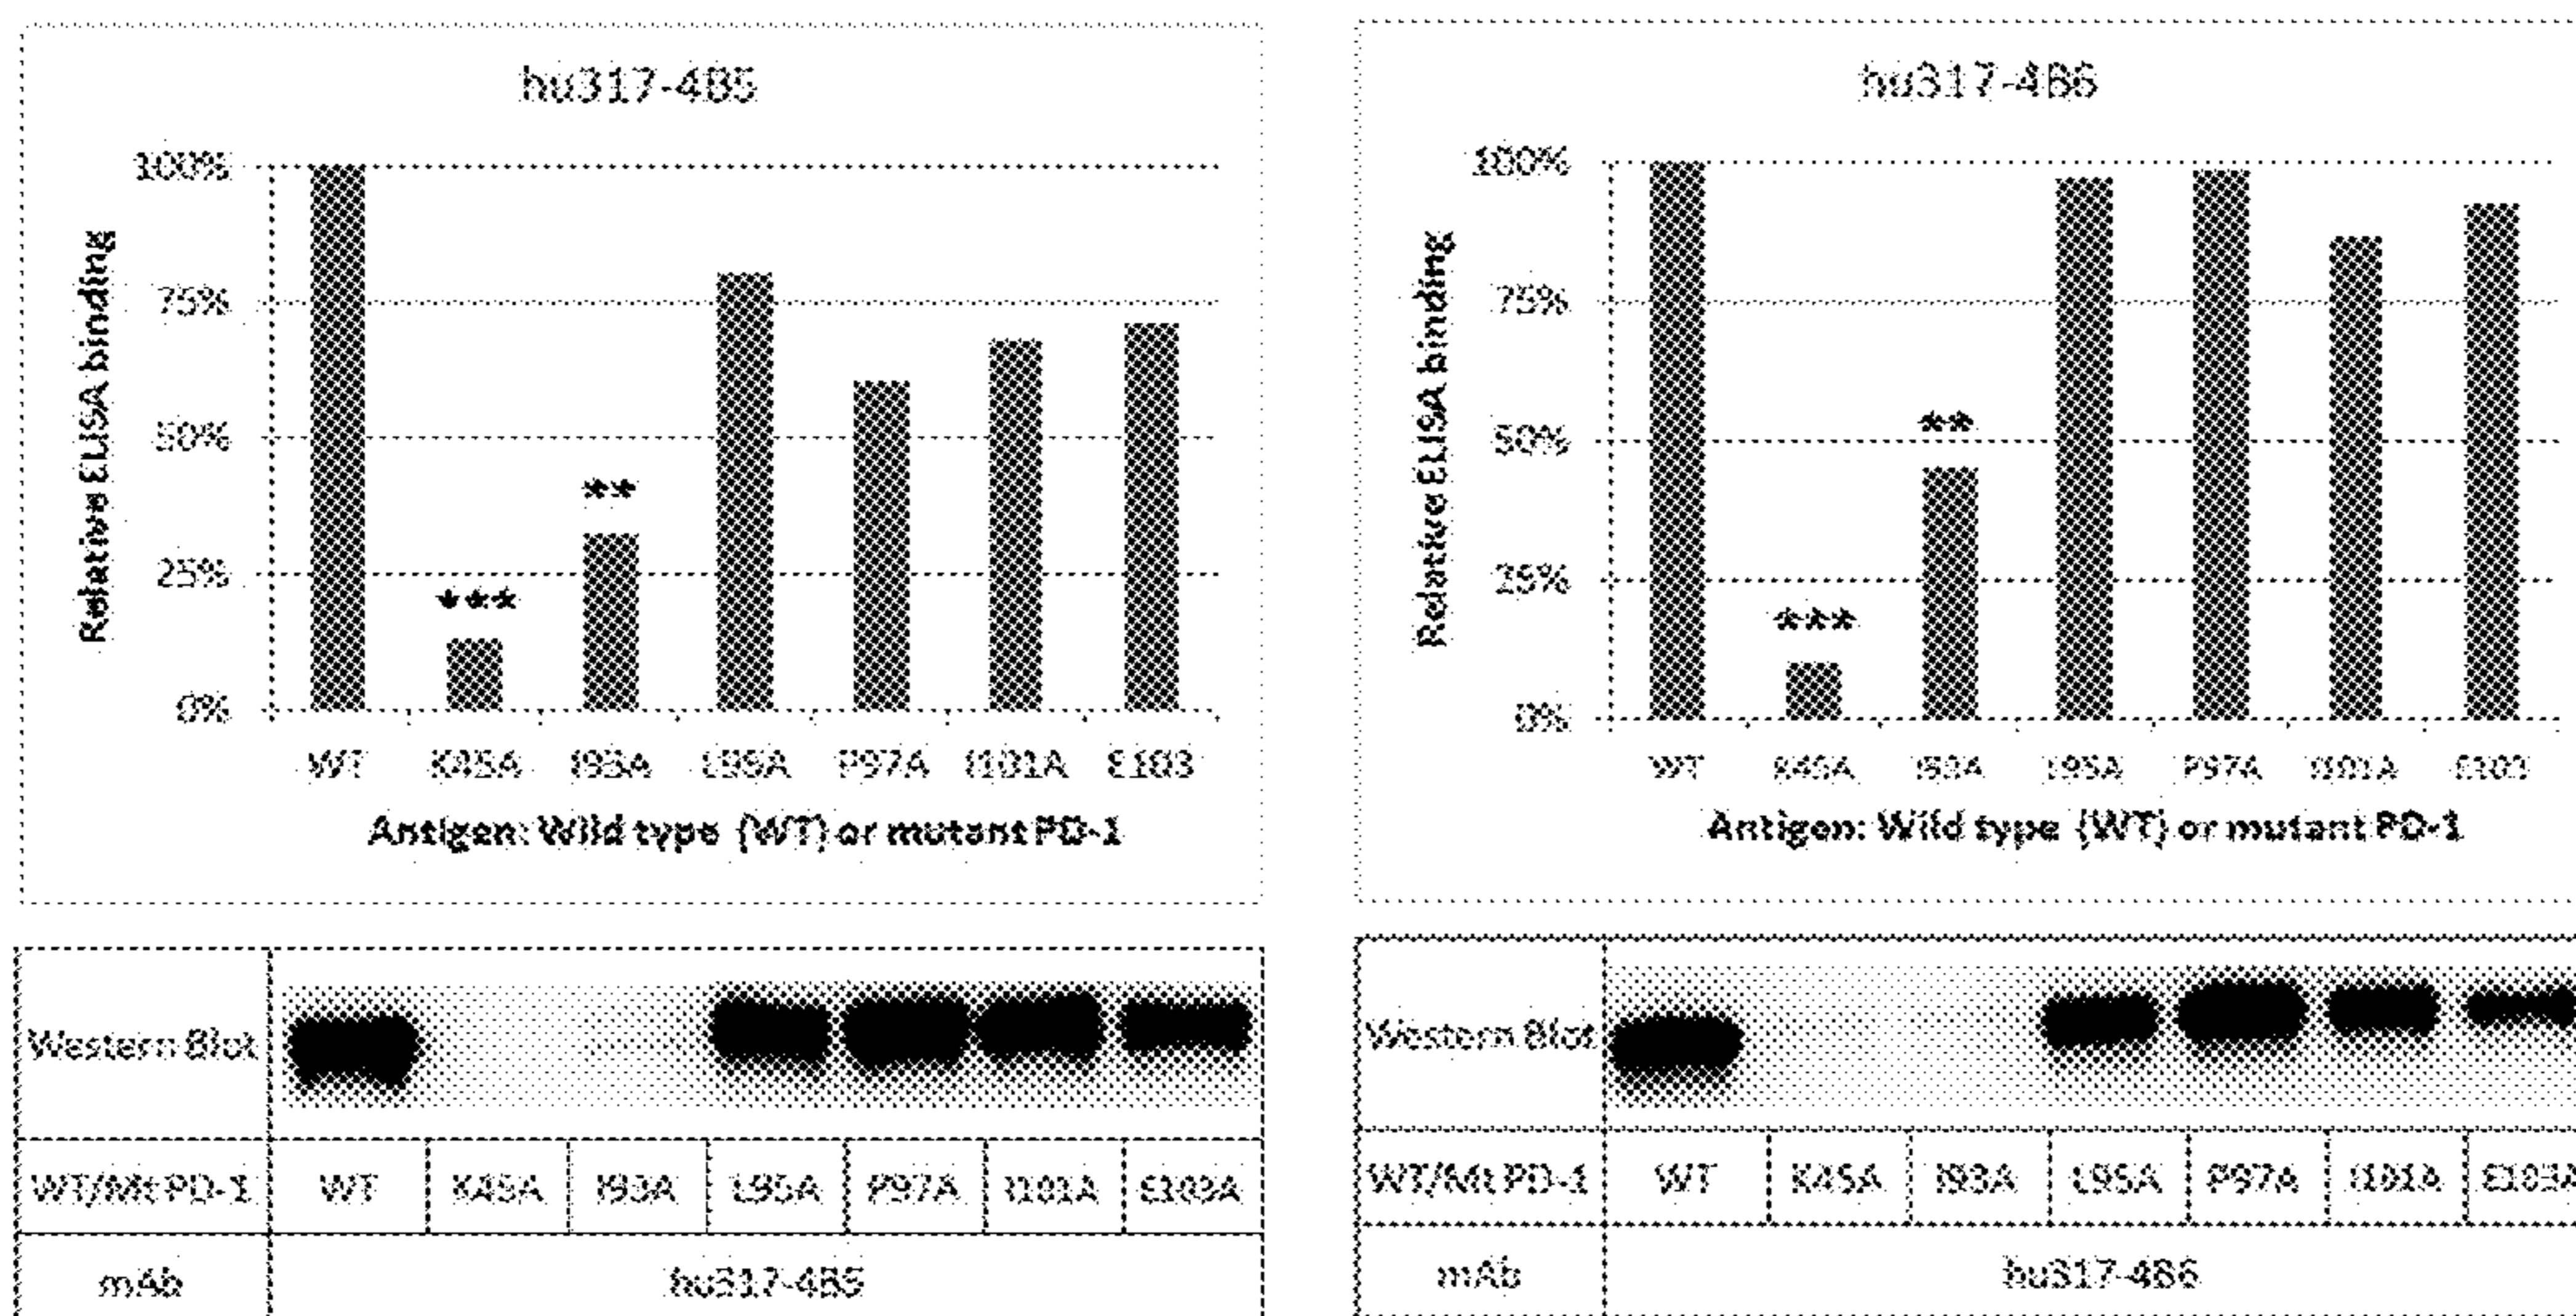 hu317-4B5
100%
75%
50%
25%
0%
Relative ELISA binding
***
**
WT K45A I93A L95A P97A I101A E103
Antigen: Wild type (WT) or mutant PD-1
Western Blot
WT/Mt PD-1 WT K45A I93A L95A P97A I101A E103A
mAb hu317-4B5
hu317-4B6
100%
75%
50%
25%
0%
Relative ELISA binding
***
**
WT K45A I93A L95A P97A I101A E103
Antigen: Wild type (WT) or mutant PD-1
Western Blot
WT/Mt PD-1 WT K45A I93A L95A P97A I101A E103A
mAb hu317-4B6